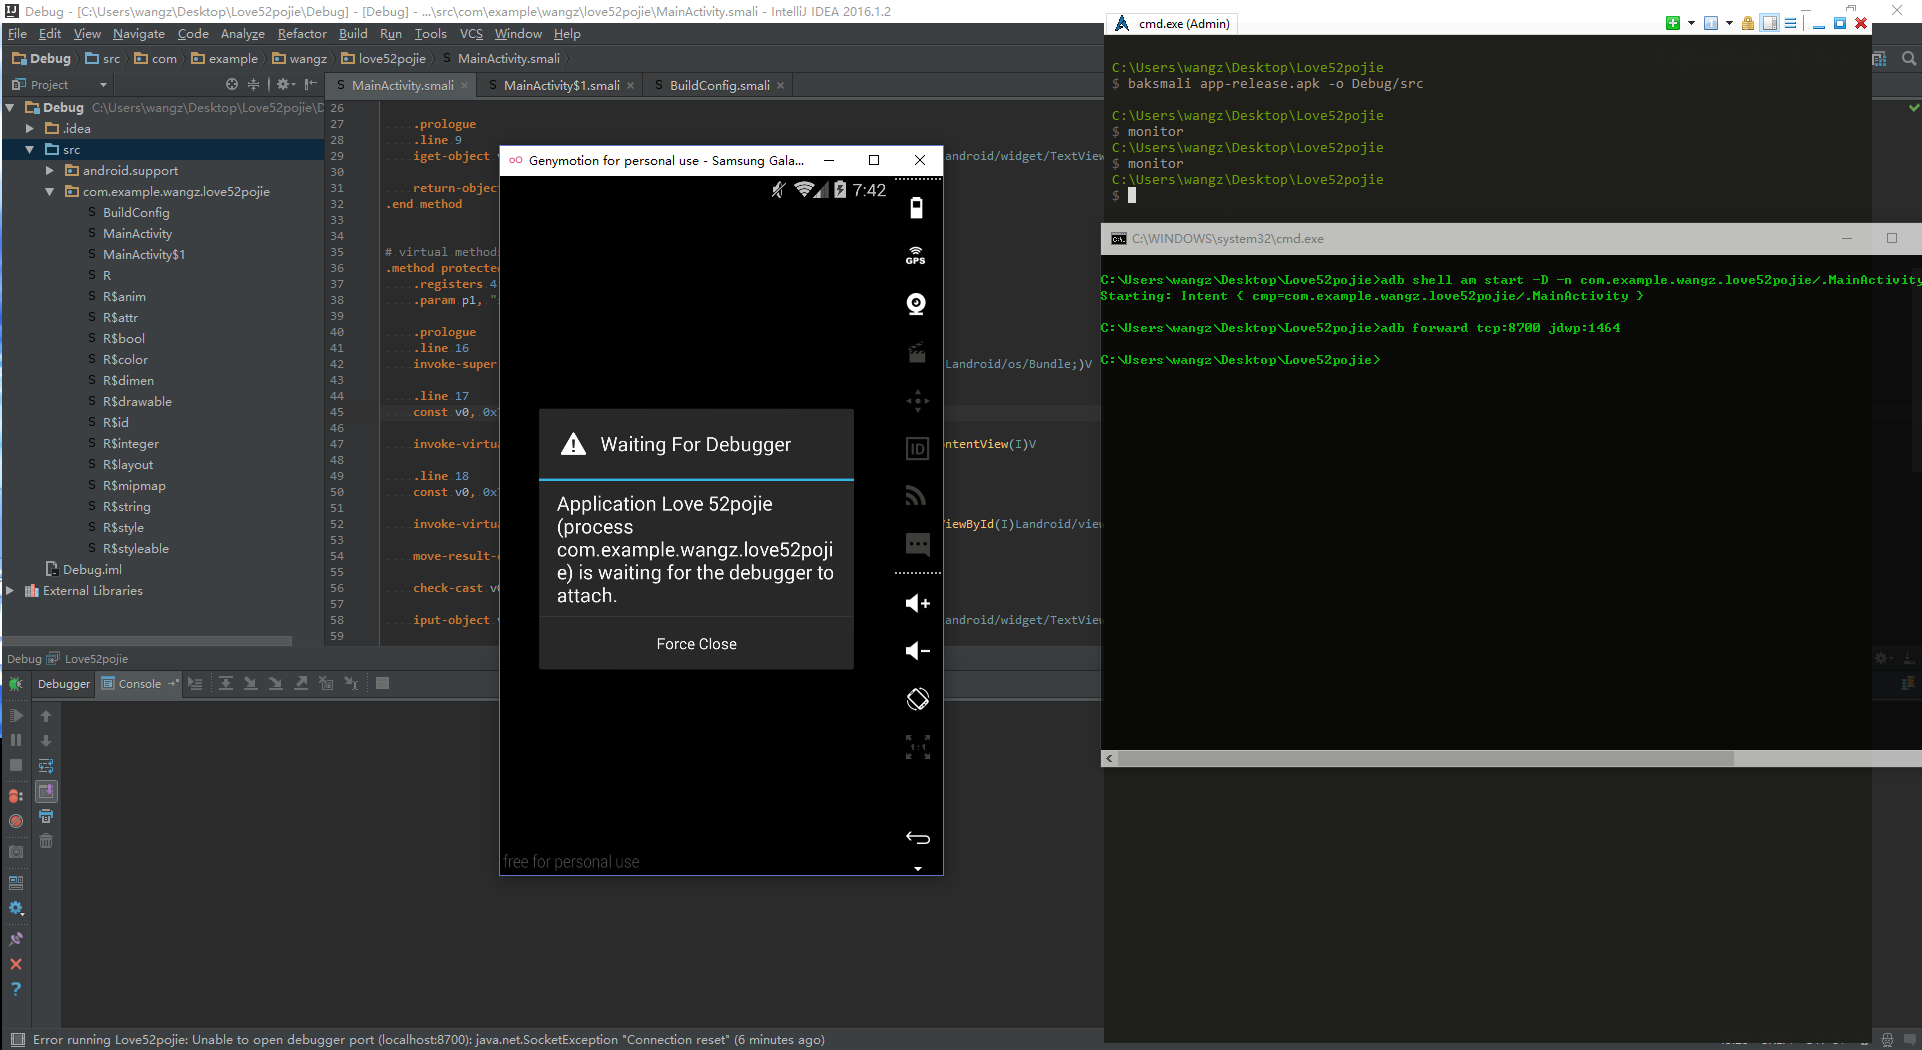 Debug - [C:\Users\wangz\Desktop\Love52pojie\Debug] - [Debug] - ...\src\com\example\wangz\love52pojie\MainActivity.smali - IntelliJ IDEA 2016.1.2
File Edit View Navigate Code Analyze Refactor Build Run Tools VCS Window Help
Debug src com example wangz love52pojie MainActivity.smali
Project
MainActivity.smali MainActivity$1.smali BuildConfig.smali
Debug C:\Users\wangz\Desktop\Love52pojie\D
.idea
src
android.support
com.example.wangz.love52pojie
BuildConfig
MainActivity
MainActivity$1
R
R$anim
R$attr
R$bool
R$color
R$dimen
R$drawable
R$id
R$integer
R$layout
R$mipmap
R$string
R$style
R$styleable
Debug.iml
External Libraries
26
27 .prologue
28 .line 9
29 iget-object android/widget/TextView
30
31 return-object
32 .end method
33
34
35 # virtual methods
36 .method protected
37 .registers 4
38 .param p1, "
39
40 .prologue
41 .line 16
42 invoke-super Landroid/os/Bundle;)V
43
44 .line 17
45 const v0, 0x
46
47 invoke-virtua ntentView(I)V
48
49 .line 18
50 const v0, 0x
51
52 invoke-virtua iewById(I)Landroid/view
53
54 move-result-
55
56 check-cast v
57
58 iput-object android/widget/TextView
59
Genymotion for personal use - Samsung Gala...
7:42
GPS
ID
1:1
Waiting For Debugger
Application Love 52pojie
(process
com.example.wangz.love52poji
e) is waiting for the debugger to
attach.
Force Close
free for personal use
cmd.exe (Admin)
C:\Users\wangz\Desktop\Love52pojie
$ baksmali app-release.apk -o Debug/src
C:\Users\wangz\Desktop\Love52pojie
$ monitor
C:\Users\wangz\Desktop\Love52pojie
$ monitor
C:\Users\wangz\Desktop\Love52pojie
$
C:\WINDOWS\system32\cmd.exe
C:\Users\wangz\Desktop\Love52pojie>adb shell am start -D -n com.example.wangz.love52pojie/.MainActivity
Starting: Intent { cmp=com.example.wangz.love52pojie/.MainActivity }
C:\Users\wangz\Desktop\Love52pojie>adb forward tcp:8700 jdwp:1464
C:\Users\wangz\Desktop\Love52pojie>
Debug Love52pojie
Debugger Console
Error running Love52pojie: Unable to open debugger port (localhost:8700): java.net.SocketException "Connection reset" (6 minutes ago)